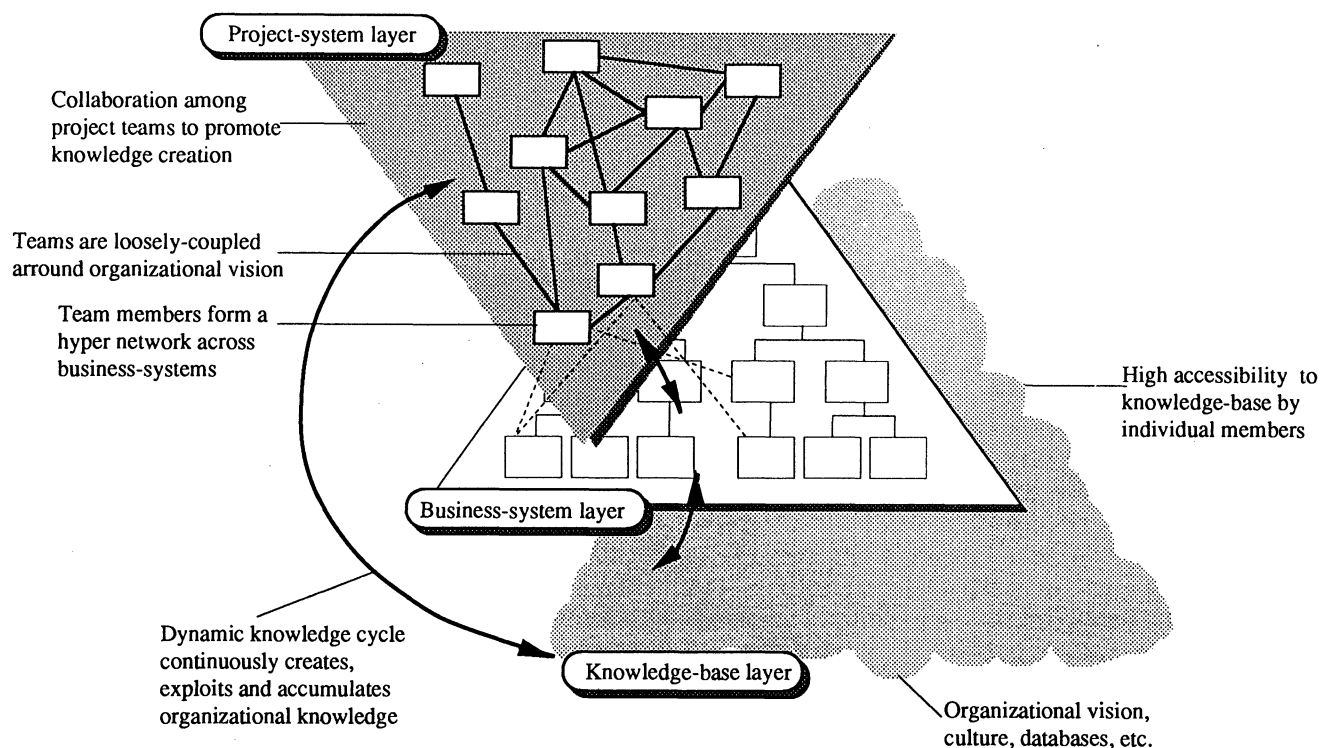 Project-system layer
Collaboration among
project teams to promote
knowledge creation
Teams are loosely-coupled
arround organizational vision
Team members form a
hyper network across
business-systems
High accessibility to
knowledge-base by
individual members
Business-system layer
Dynamic knowledge cycle
continuously creates,
exploits and accumulates
organizational knowledge
Knowledge-base layer
Organizational vision,
culture, databases, etc.